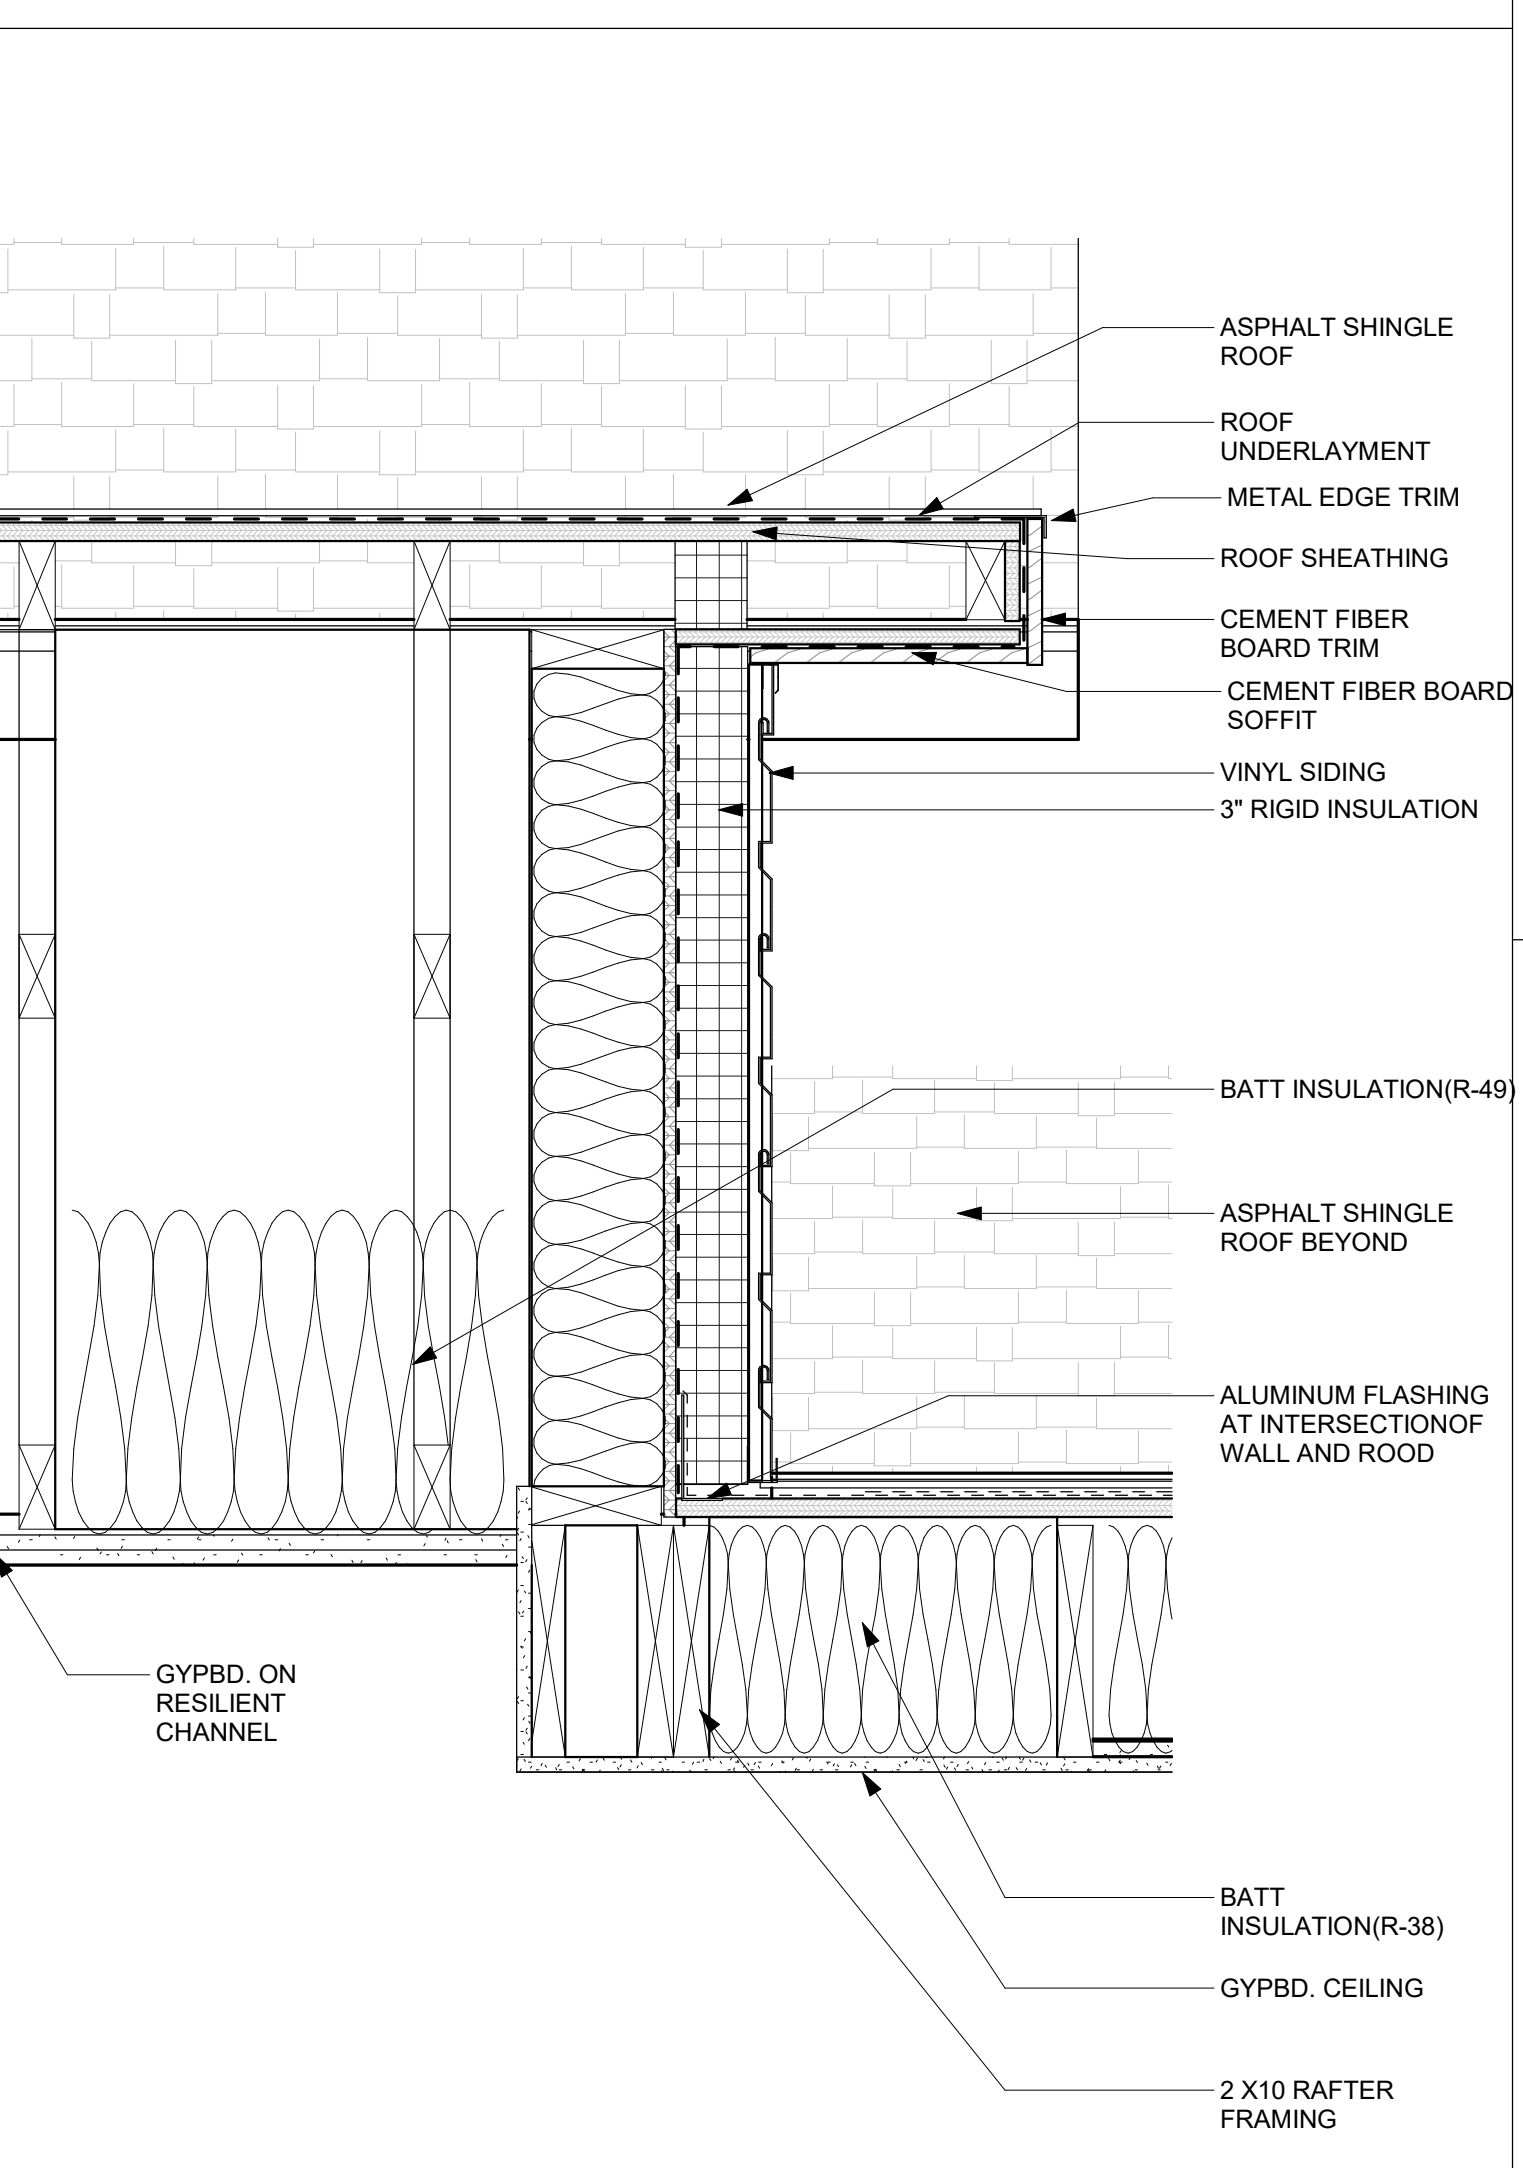 ASPHALT SHINGLE
ROOF
ROOF
UNDERLAYMENT
METAL EDGE TRIM
ROOF SHEATHING
CEMENT FIBER
BOARD TRIM
CEMENT FIBER BOARD
SOFFIT
VINYL SIDING
3" RIGID INSULATION
BATT INSULATION(R-49)
ASPHALT SHINGLE
ROOF BEYOND
ALUMINUM FLASHING
AT INTERSECTIONOF
WALL AND ROOD
GYPBD. ON
RESILIENT
CHANNEL
BATT
INSULATION(R-38)
GYPBD. CEILING
2 X10 RAFTER
FRAMING